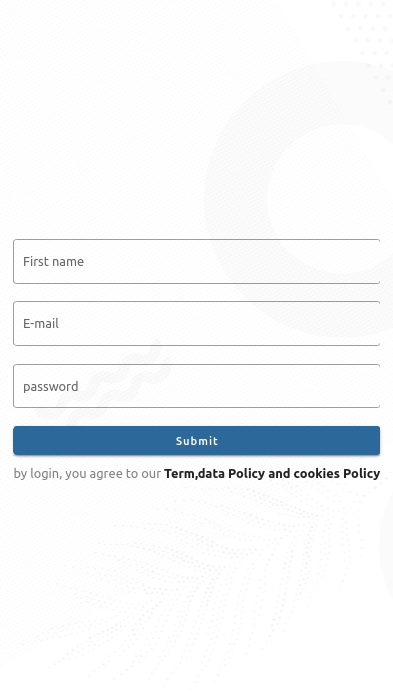 First name
E-mail
password
Submit
by login, you agree to our Term,data Policy and cookies Policy